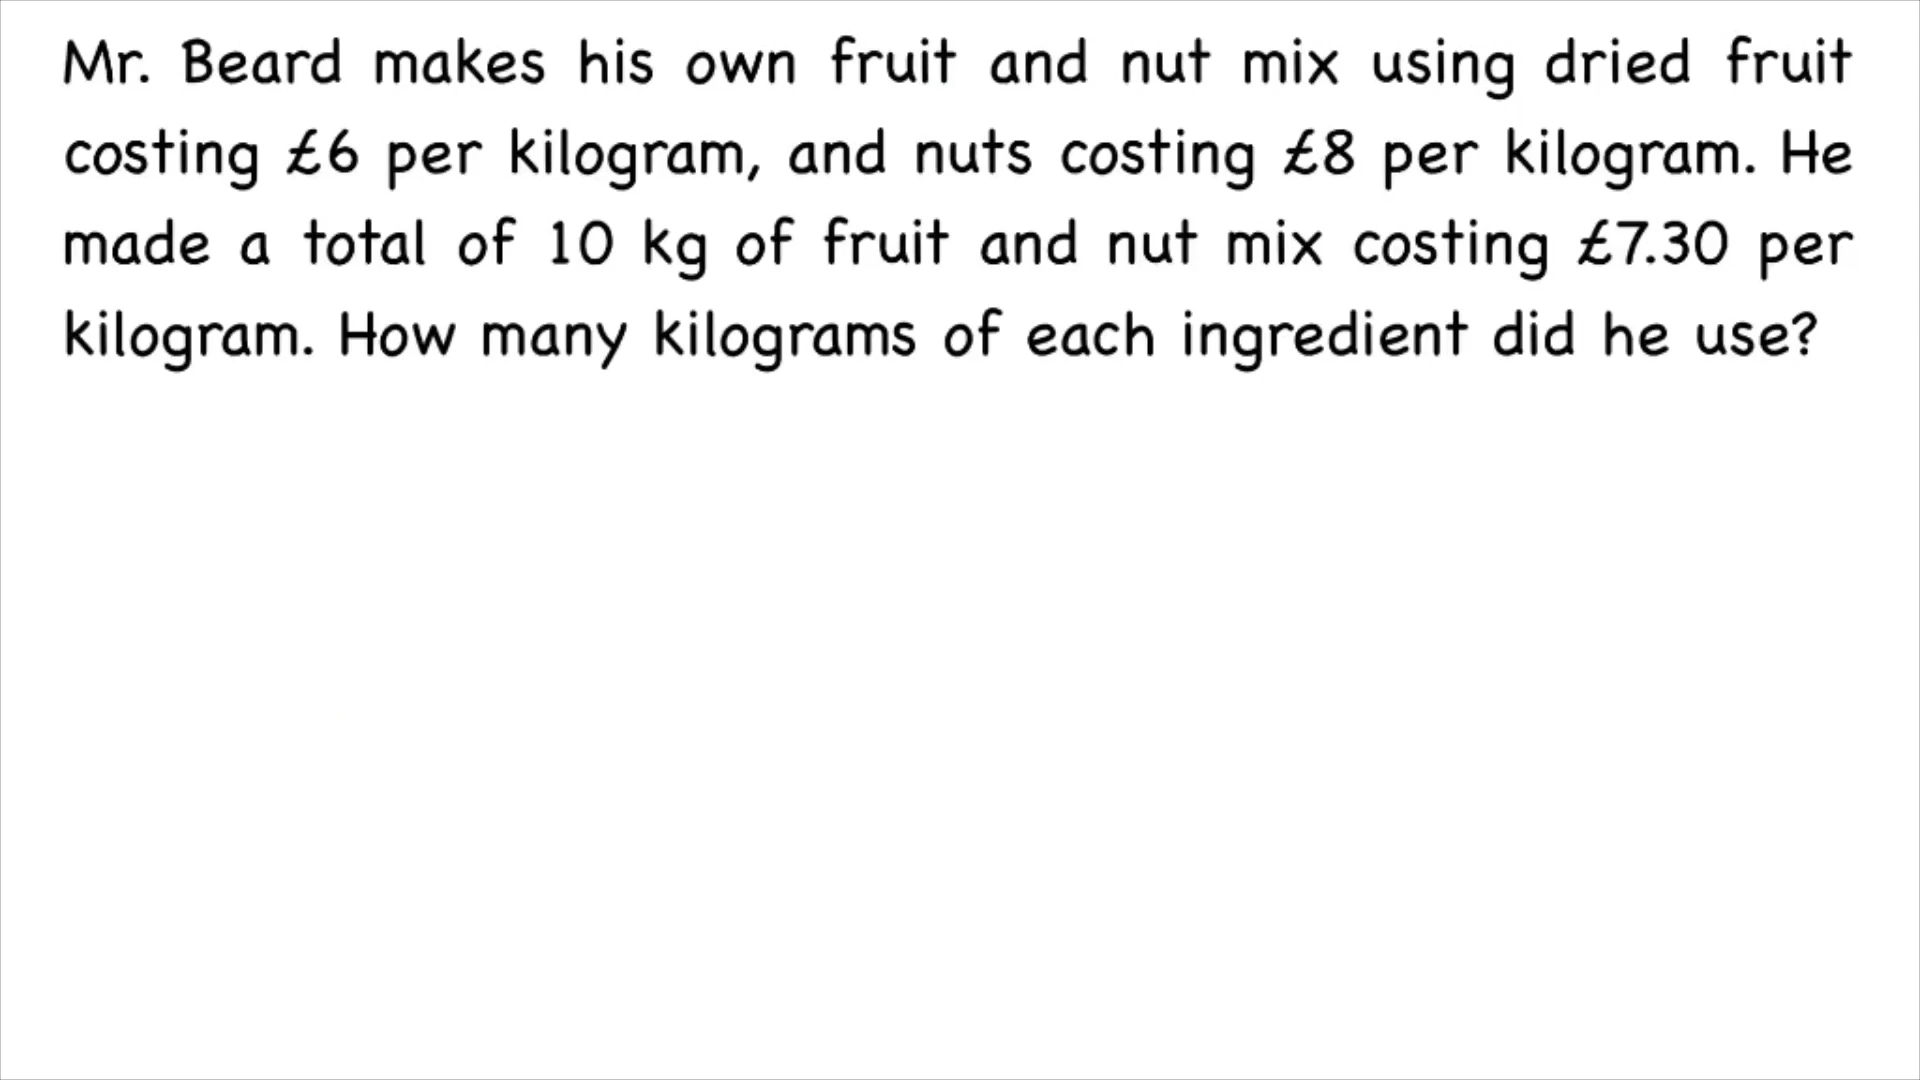 Mr. Beard makes his own fruit and nut mix using dried fruit
costing £6 per kilogram, and nuts costing £8 per kilogram. He
made a total of 10 kg of fruit and nut mix costing £7.30 per
kilogram. How many kilograms of each ingredient did he use?